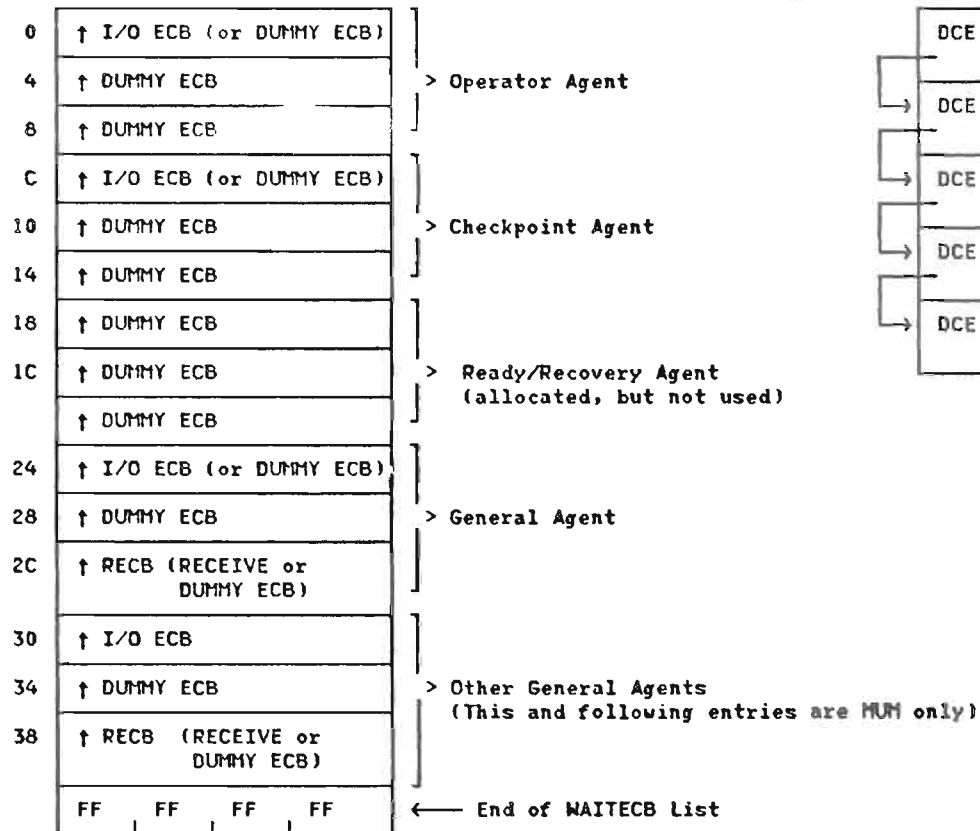 0 ↑ I/O ECB (or DUMMY ECB)
4 ↑ DUMMY ECB > Operator Agent
8 ↑ DUMMY ECB
C ↑ I/O ECB (or DUMMY ECB)
10 ↑ DUMMY ECB > Checkpoint Agent
14 ↑ DUMMY ECB
18 ↑ DUMMY ECB
1C ↑ DUMMY ECB > Ready/Recovery Agent
(allocated, but not used)
↑ DUMMY ECB
24 ↑ I/O ECB (or DUMMY ECB)
28 ↑ DUMMY ECB > General Agent
2C ↑ RECB (RECEIVE or
DUMMY ECB)
30 ↑ I/O ECB
34 ↑ DUMMY ECB > Other General Agents
(This and following entries are MUM only)
38 ↑ RECB (RECEIVE or
DUMMY ECB)
FF FF FF FF ← End of WAITECB List
DCE
DCE
DCE
DCE
DCE